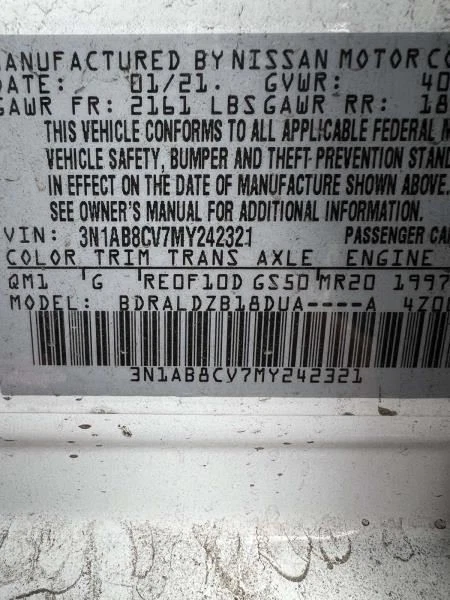 MANUFACTURED BY NISSAN MOTOR CO
DATE: 01/21. GVWR: 40
GAWR FR: 2161 LBS GAWR RR: 18
THIS VEHICLE CONFORMS TO ALL APPLICABLE FEDERAL M
VEHICLE SAFETY, BUMPER AND THEFT-PREVENTION STAND
IN EFFECT ON THE DATE OF MANUFACTURE SHOWN ABOVE.
SEE OWNER'S MANUAL FOR ADDITIONAL INFORMATION.
VIN: 3N1AB8CV7MY242321 PASSENGER CA
COLOR TRIM TRANS AXLE ENGINE
QM1 G RE0F10D GS50 MR20 1997
MODEL: BDRALDZB18DUA----A 4Z0
3N1AB8CV7MY242321